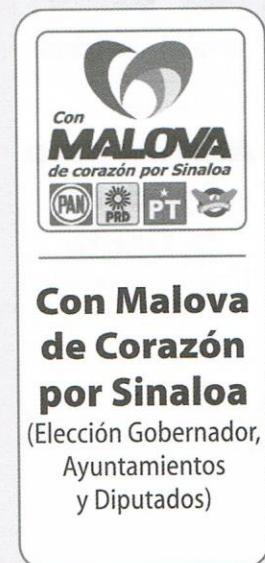 Con
MALOVA
de corazón por Sinaloa
PAN PRD PT
Con Malova
de Corazón
por Sinaloa
(Elección Gobernador,
Ayuntamientos
y Diputados)